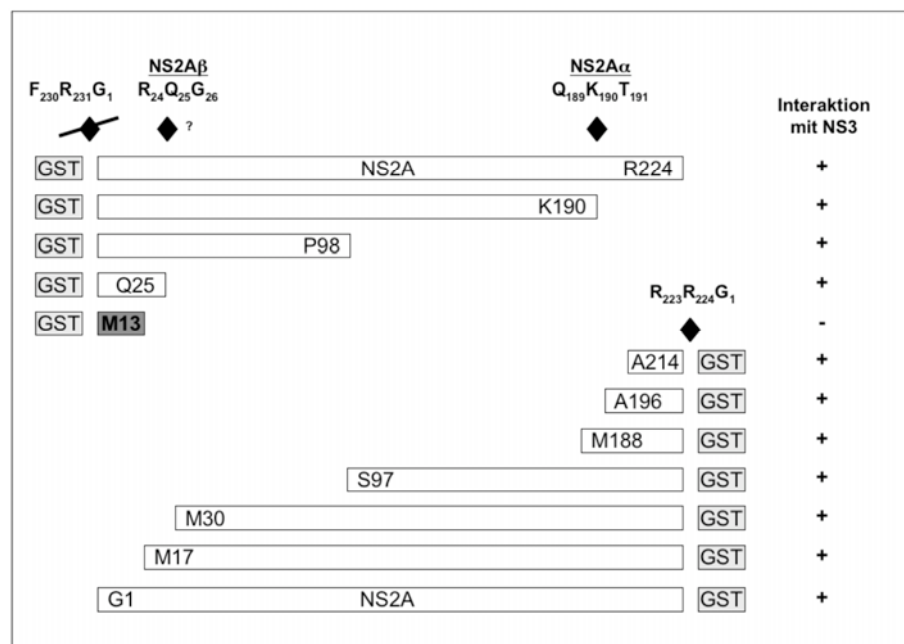 NS2Aβ NS2Aα
F₂₃₀R₂₃₁G₁ R₂₄Q₂₅G₂₆ Q₁₈₉K₁₉₀T₁₉₁
Interaktion
mit NS3
?
GST NS2A R224 +
GST K190 +
GST P98 +
GST Q25 +
R₂₂₃R₂₂₄G₁
GST M13 -
A214 GST +
A196 GST +
M188 GST +
S97 GST +
M30 GST +
M17 GST +
G1 NS2A GST +